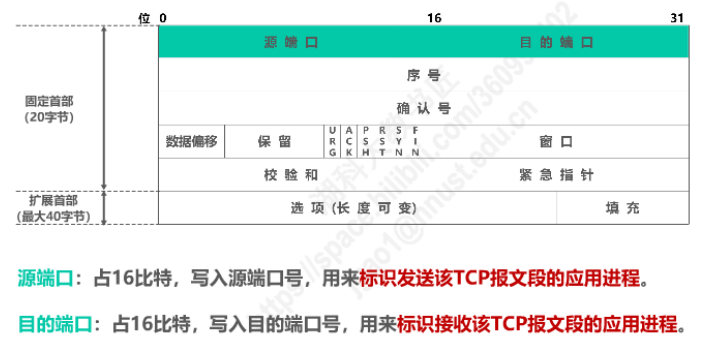 位 0 16 31
源 端 口 目 的 端 口
序 号
固定首部
(20字节)
确 认 号
数据偏移 保 留 URG ACK PSH RST SYN FIN 窗 口
校 验 和 紧 急 指 针
扩展首部
(最大40字节)
选 项 (长 度 可 变) 填 充
源端口：占16比特，写入源端口号，用来标识发送该TCP报文段的应用进程。
目的端口：占16比特，写入目的端口号，用来标识接收该TCP报文段的应用进程。